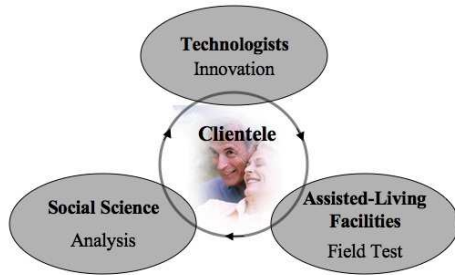 Technologists
Innovation
Clientele
Social Science
Analysis
Assisted-Living
Facilities
Field Test